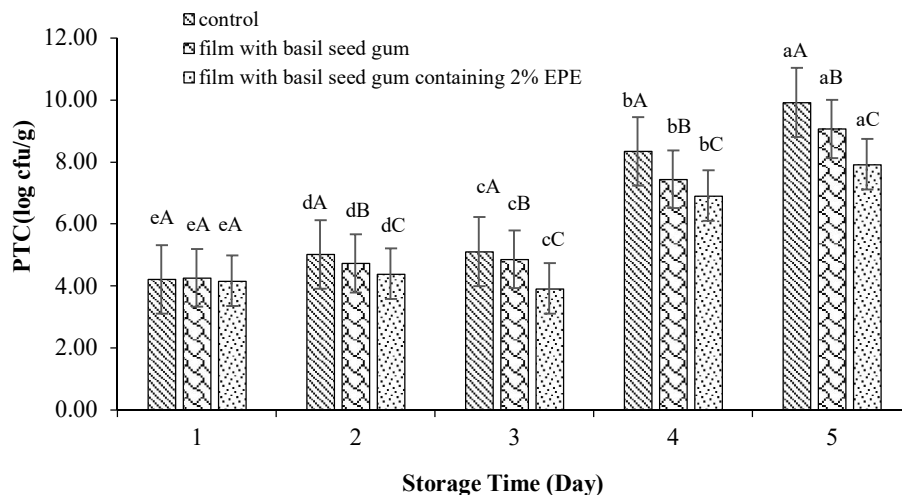 control
film with basil seed gum
film with basil seed gum containing 2% EPE
PTC(log cfu/g)
12.00
10.00
8.00
6.00
4.00
2.00
0.00
eA eA eA
dA dB dC
cA cB cC
bA bB bC
aA aB aC
1 2 3 4 5
Storage Time (Day)